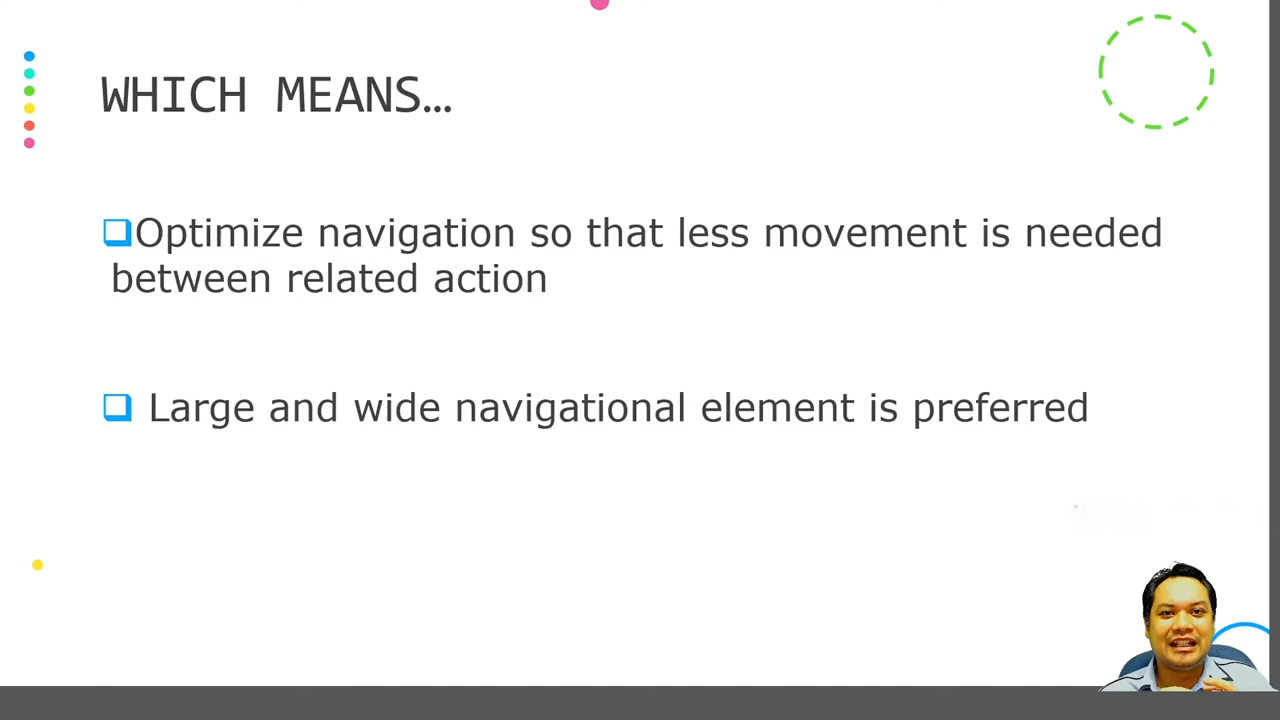 WHICH MEANS…
Optimize navigation so that less movement is needed
between related action
Large and wide navigational element is preferred